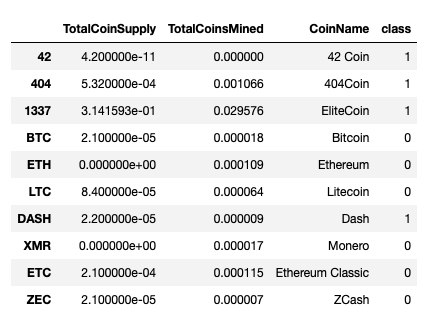 TotalCoinSupply TotalCoinsMined CoinName class
42 4.200000e-11 0.000000 42 Coin 1
404 5.320000e-04 0.001066 404Coin 1
1337 3.141593e-01 0.029576 EliteCoin 1
BTC 2.100000e-05 0.000018 Bitcoin 0
ETH 0.000000e+00 0.000109 Ethereum 0
LTC 8.400000e-05 0.000064 Litecoin 0
DASH 2.200000e-05 0.000009 Dash 1
XMR 0.000000e+00 0.000017 Monero 0
ETC 2.100000e-04 0.000115 Ethereum Classic 0
ZEC 2.100000e-05 0.000007 ZCash 0